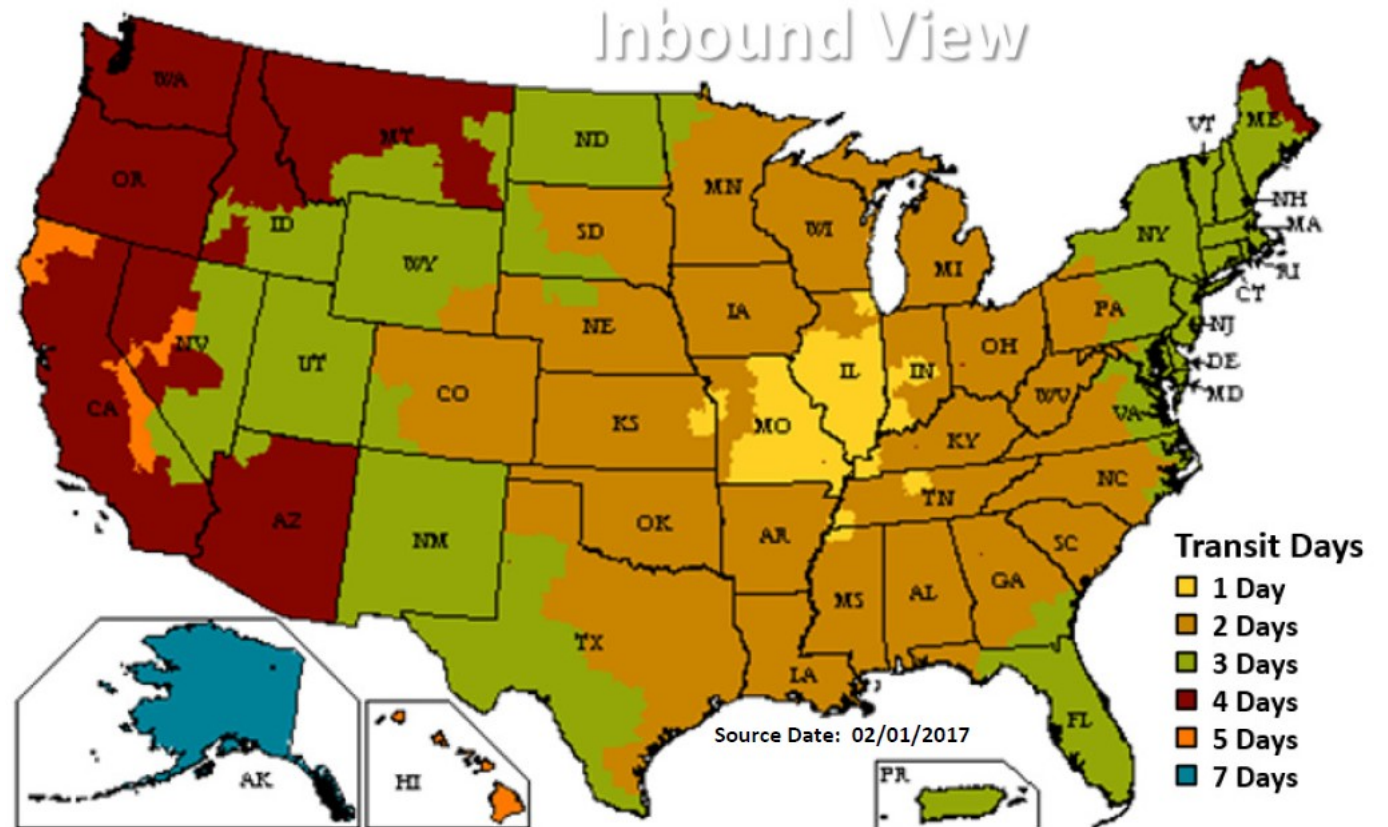 Inbound View
WA
MT
ND
MN
VT
ME
OR
ID
SD
WI
MI
NY
NH
MA
WY
RI
CT
NE
IA
PA
NJ
NV
UT
CO
IL
IN
OH
DE
MD
CA
KS
MO
WV
VA
KY
AZ
NM
OK
AR
TN
NC
SC
MS
AL
GA
TX
LA
FL
AK
HI
PR
Source Date: 02/01/2017
Transit Days
1 Day
2 Days
3 Days
4 Days
5 Days
7 Days